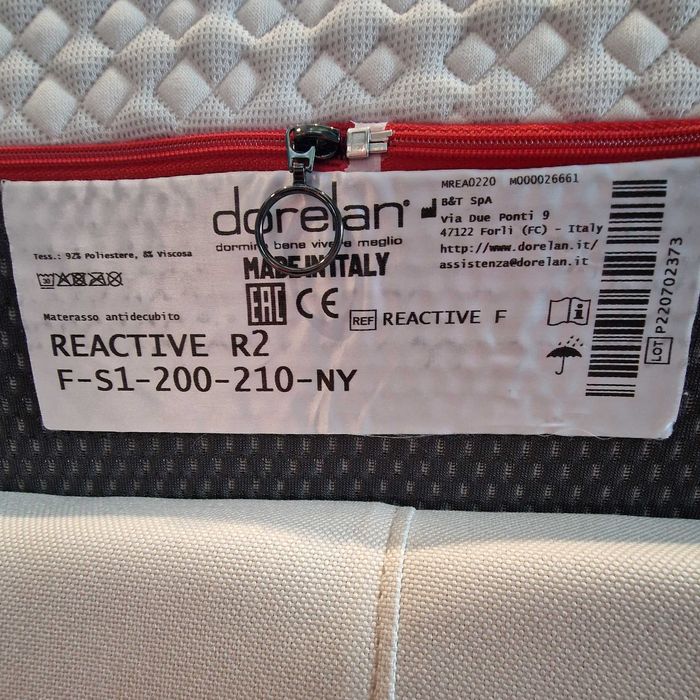 MREA0220 M000026661
dorelan®
dormire bene vivere meglio
B&T SpA
Via Due Ponti 9
47122 Forlì (FC) - Italy
http://www.dorelan.it/
assistenza@dorelan.it
Tess.: 92% Poliestere, 8% Viscosa
30
MADE IN ITALY
EAC CE
Materasso antidecubito
REF REACTIVE F
REACTIVE R2
F-S1-200-210-NY
LOT P220702373